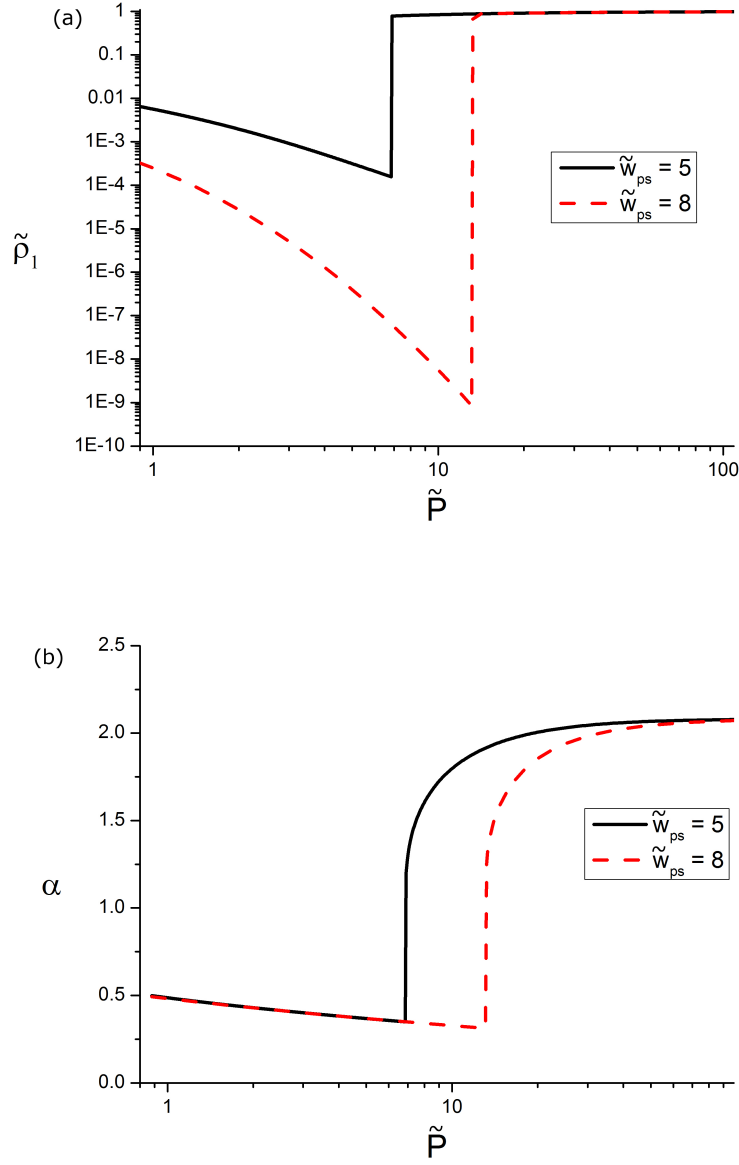 (a)
1
0.1
0.01
1E-3
1E-4
1E-5
1E-6
1E-7
1E-8
1E-9
1E-10
ρ̃₁
w̃ₚₛ = 5
w̃ₚₛ = 8
1 10 100
P̃
(b)
2.5
2.0
1.5
1.0
0.5
0.0
α
w̃ₚₛ = 5
w̃ₚₛ = 8
1 10
P̃